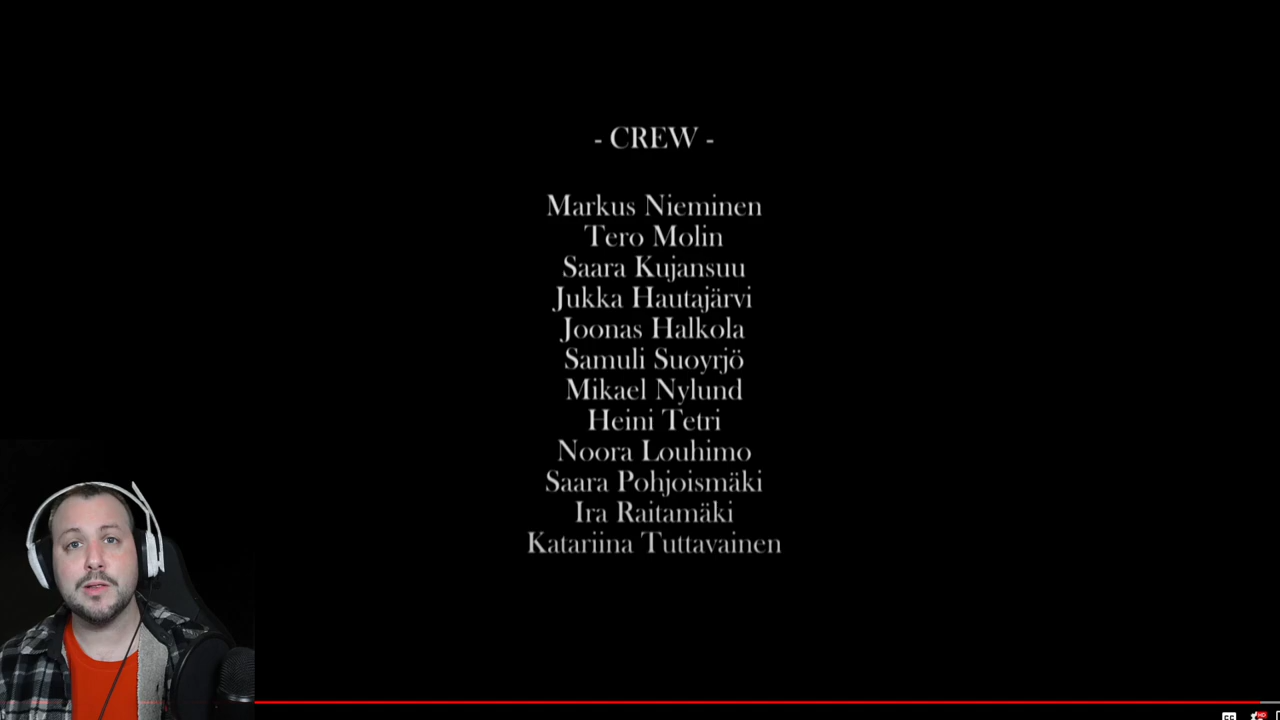 - CREW -
Markus Nieminen
Tero Molin
Saara Kujansuu
Jukka Hautajärvi
Joonas Halkola
Samuli Suoyrjö
Mikael Nylund
Heini Tetri
Noora Louhimo
Saara Pohjoismäki
Ira Raitamäki
Katariina Tuttavainen